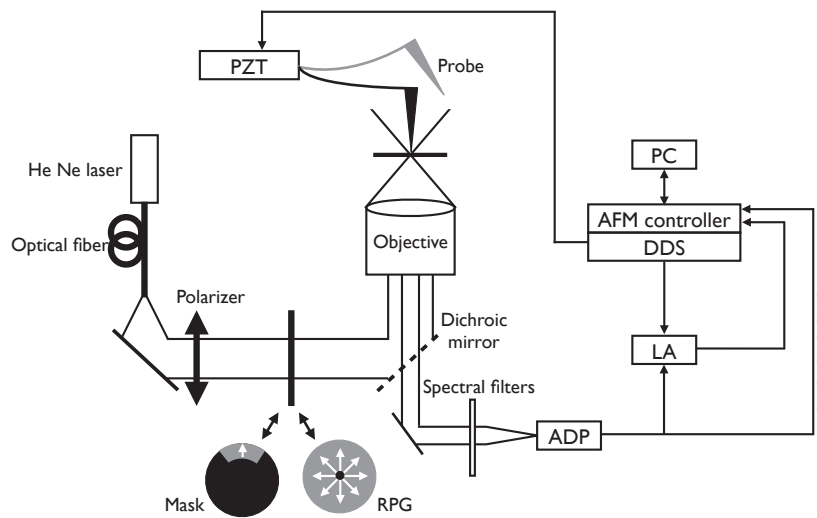 PZT
Probe
He Ne laser
PC
AFM controller
Optical fiber
Objective
DDS
Polarizer
Dichroic
mirror
LA
Spectral filters
ADP
Mask
RPG